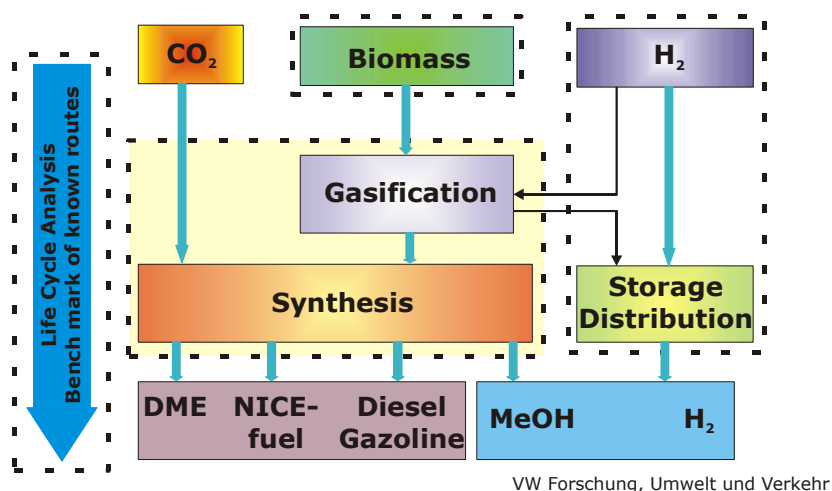 CO₂
Biomass
H₂
Life Cycle Analysis
Bench mark of known routes
Gasification
Synthesis
Storage
Distribution
DME
NICE-
fuel
Diesel
Gazoline
MeOH
H₂
VW Forschung, Umwelt und Verkehr